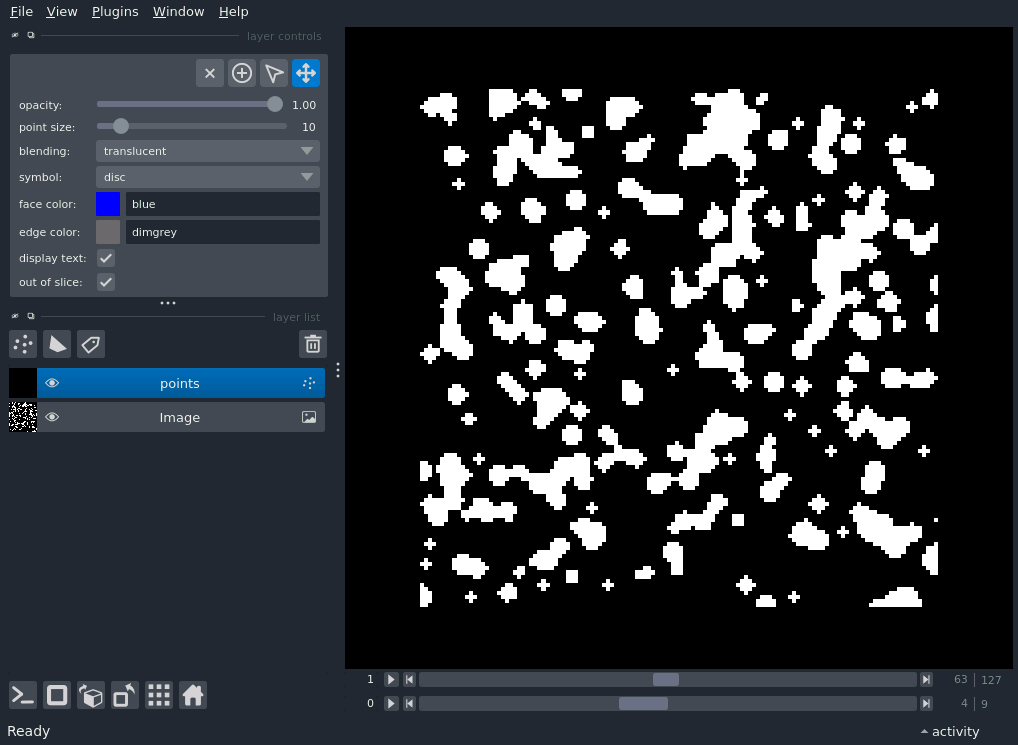 File View Plugins Window Help
layer controls
opacity: 1.00
point size: 10
blending: translucent
symbol: disc
face color: blue
edge color: dimgrey
display text:
out of slice:
layer list
points
Image
1 63 127
0 4 9
Ready activity